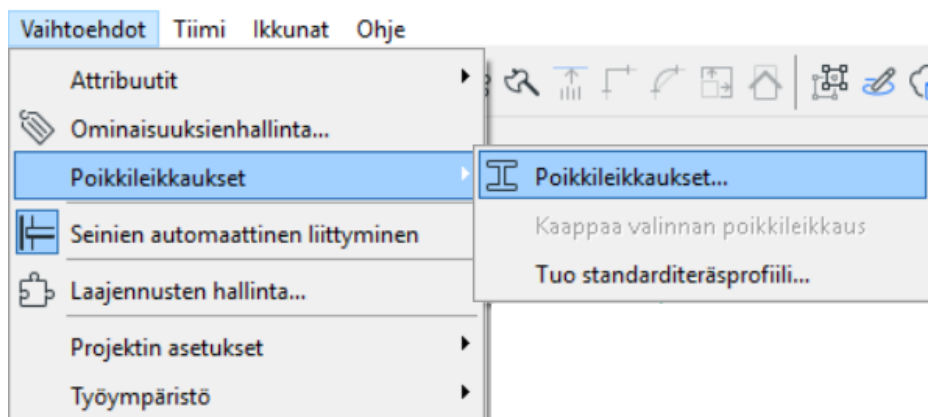 Vaihtoehdot Tiimi Ikkunat Ohje
Attribuutit
Ominaisuuksienhallinta...
Poikkileikkaukset
Poikkileikkaukset...
Kaappaa valinnan poikkileikkaus
Tuo standarditeräsprofiili...
Seinien automaattinen liittyminen
Laajennusten hallinta...
Projektin asetukset
Työympäristö